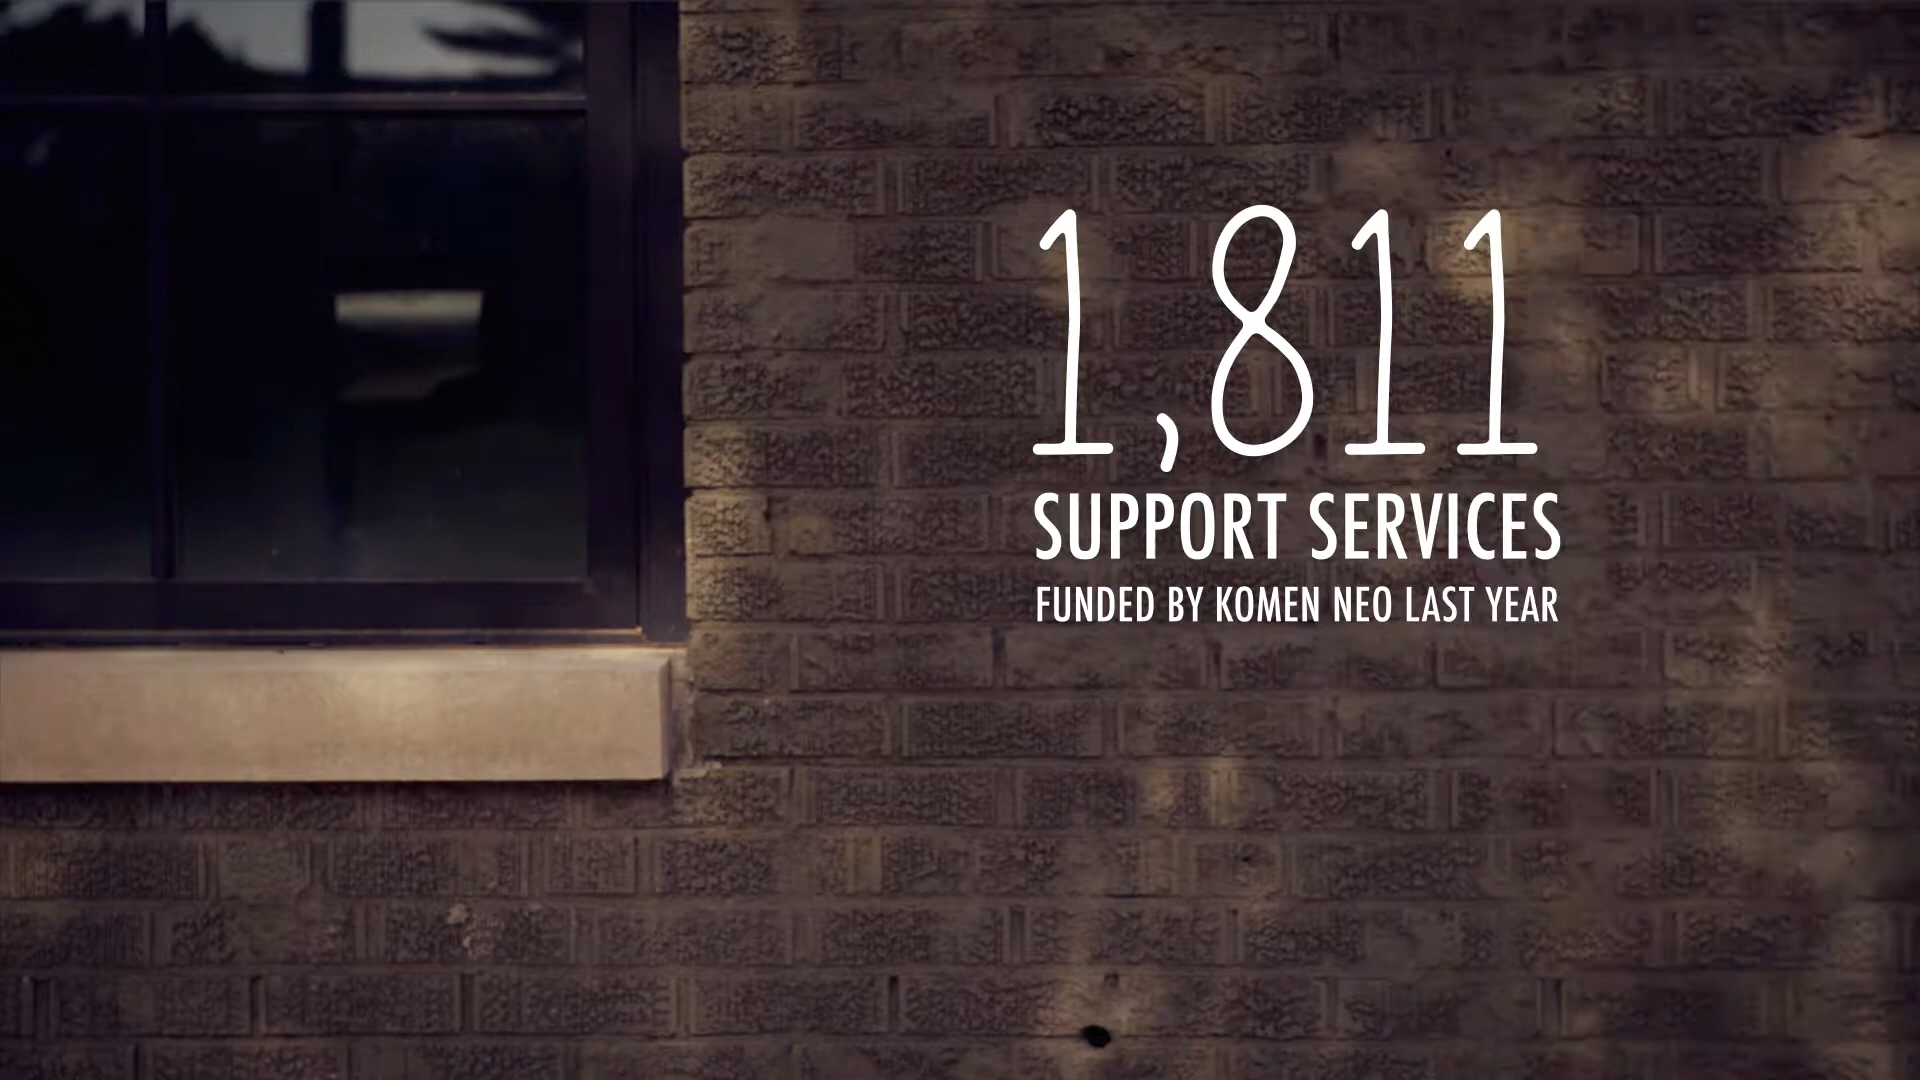 1,811
SUPPORT SERVICES
FUNDED BY KOMEN NEO LAST YEAR